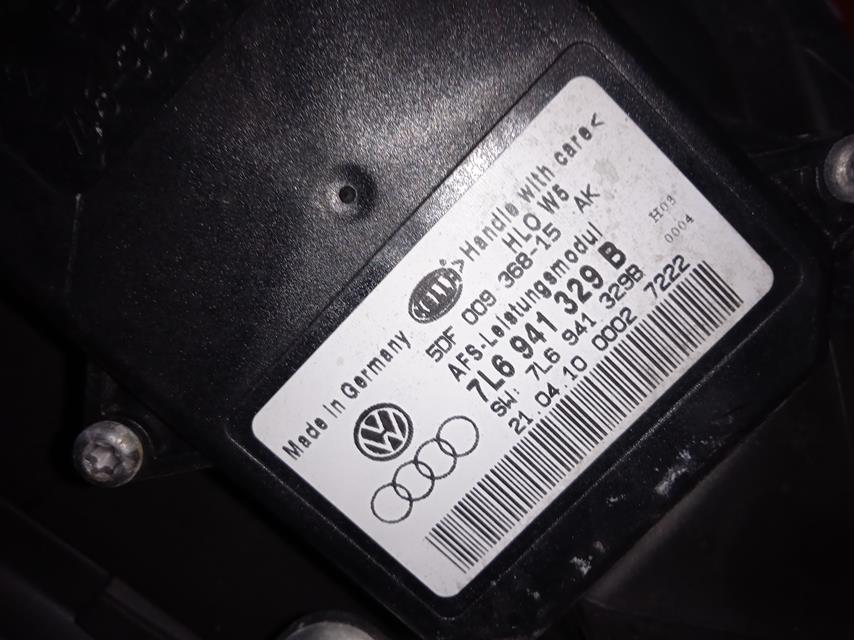 Made in Germany HELLA >Handle with care<
HLO W5
5DF 009 368-15 AK
AFS-Leistungsmodul
7L6 941 329 B
SW: 7L6 941 329B
21.04.10 0002 7222
H03
0004